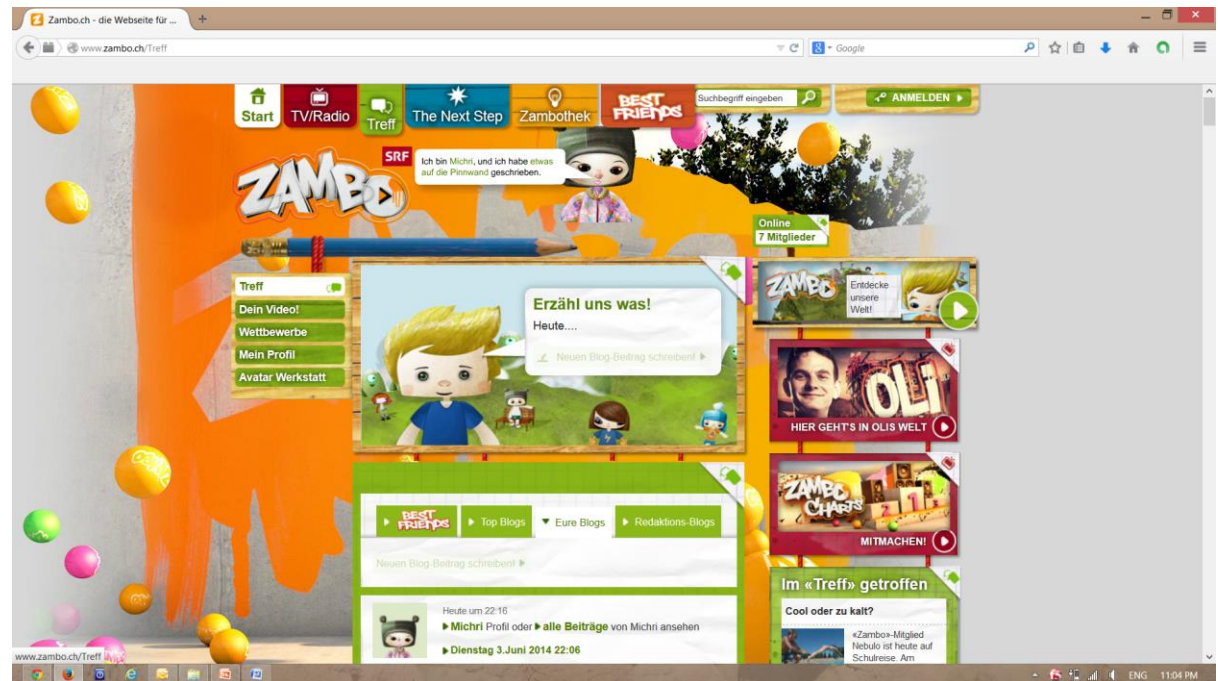 Zambo.ch - die Webseite für ...
www.zambo.ch/Treff
Google
Start
TV/Radio
Treff
The Next Step
Zambothek
BEST
FRIENDS
Suchbegriff eingeben
ANMELDEN
ZAMBO
SRF
Ich bin Michri, und ich habe etwas
auf die Pinnwand geschrieben.
Online
7 Mitglieder
Treff
Dein Video!
Wettbewerbe
Mein Profil
Avatar Werkstatt
Erzähl uns was!
Heute....
Neuen Blog-Beitrag schreiben!
ZAMBO
Entdecke
unsere
Welt!
OLI
HIER GEHT'S IN OLIS WELT
ZAMBO
CHARTS
MITMACHEN!
BEST
FRIENDS
Top Blogs
Eure Blogs
Redaktions-Blogs
Neuen Blog-Beitrag schreiben!
Heute um 22:16
Michri Profil oder alle Beiträge von Michri ansehen
Dienstag 3.Juni 2014 22:06
Im «Treff» getroffen
Cool oder zu kalt?
«Zambo»-Mitglied
Nebulo ist heute auf
Schulreise. Am
www.zambo.ch/Treff
ENG
11:04 PM